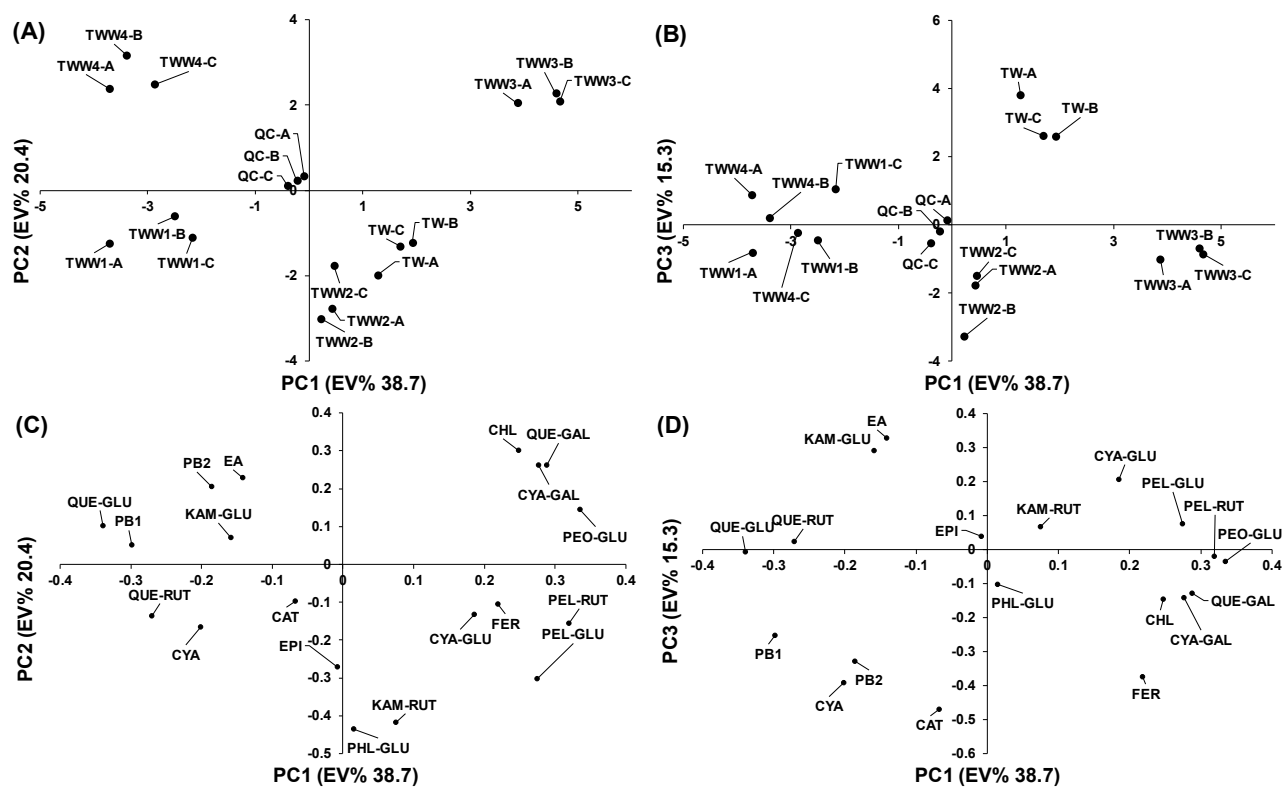 (A)
4
TWW4-B
TWW4-A
TWW4-C
TWW3-B
TWW3-A
TWW3-C
2
QC-A
QC-B
QC-C
0
-5
-3
-1
1
3
5
TWW1-B
TWW1-A
TWW1-C
TW-C
TW-B
TW-A
-2
TWW2-C
TWW2-A
TWW2-B
-4
PC2 (EV% 20.4)
PC1 (EV% 38.7)
(B)
6
TW-A
4
TW-C
TW-B
2
TWW4-A
TWW4-B
TWW1-C
QC-A
QC-B
QC-C
0
-5
-3
-1
1
3
5
TWW1-A
TWW4-C
TWW1-B
TWW2-C
TWW2-A
TWW2-B
TWW3-B
TWW3-A
TWW3-C
-2
-4
PC3 (EV% 15.3)
PC1 (EV% 38.7)
(C)
0.4
CHL
QUE-GAL
0.3
PB2
EA
CYA-GAL
0.2
QUE-GLU
PB1
KAM-GLU
PEO-GLU
0.1
0
-0.4
-0.3
-0.2
-0.1
0
0.1
0.2
0.3
0.4
QUE-RUT
CAT
-0.1
CYA
CYA-GLU
FER
PEL-RUT
PEL-GLU
-0.2
EPI
-0.3
KAM-RUT
-0.4
PHL-GLU
-0.5
PC2 (EV% 20.4)
PC1 (EV% 38.7)
(D)
0.4
EA
KAM-GLU
0.3
CYA-GLU
0.2
PEL-GLU
PEL-RUT
KAM-RUT
PEO-GLU
0.1
QUE-GLU
QUE-RUT
EPI
0
-0.4
-0.3
-0.2
-0.1
0
0.1
0.2
0.3
0.4
PHL-GLU
-0.1
CHL
QUE-GAL
CYA-GAL
-0.2
PB1
-0.3
PB2
CYA
FER
-0.4
CAT
-0.5
-0.6
PC3 (EV% 15.3)
PC1 (EV% 38.7)